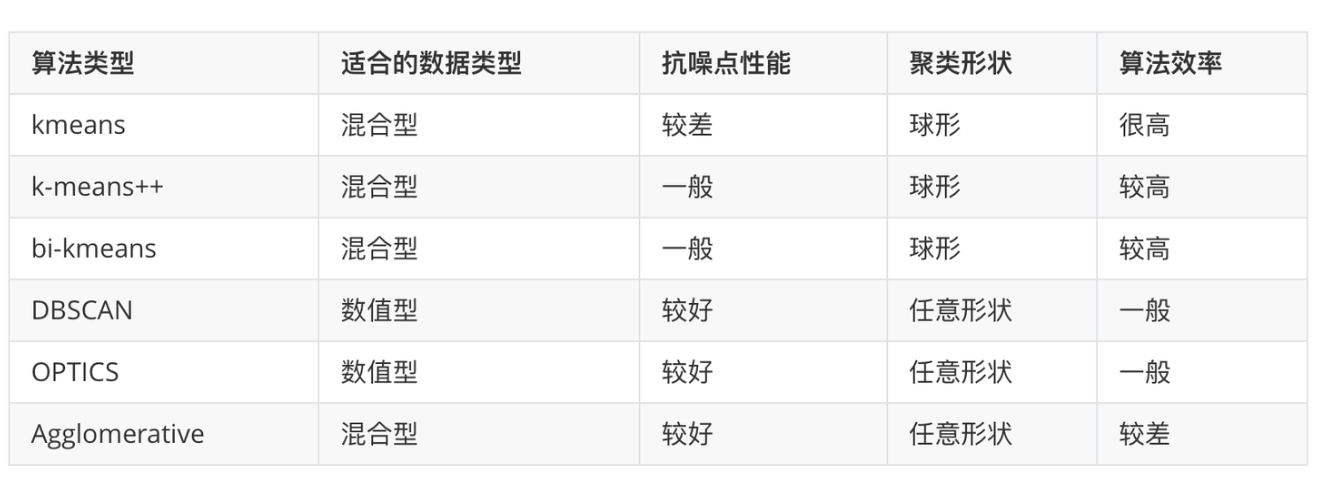 算法类型 适合的数据类型 抗噪点性能 聚类形状 算法效率
kmeans 混合型 较差 球形 很高
k-means++ 混合型 一般 球形 较高
bi-kmeans 混合型 一般 球形 较高
DBSCAN 数值型 较好 任意形状 一般
OPTICS 数值型 较好 任意形状 一般
Agglomerative 混合型 较好 任意形状 较差